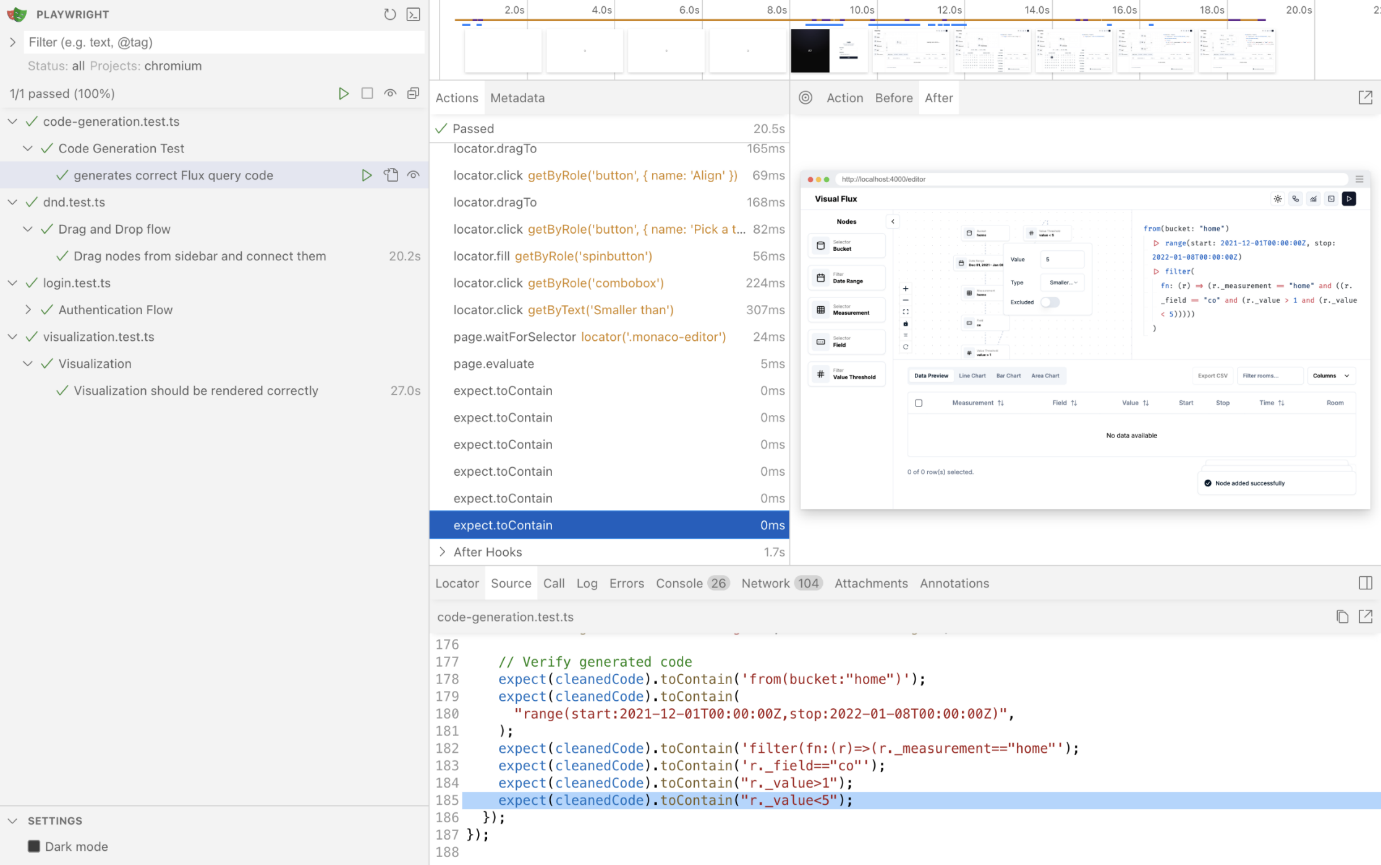 PLAYWRIGHT
Filter (e.g. text, @tag)
Status: all Projects: chromium
1/1 passed (100%)
code-generation.test.ts
Code Generation Test
generates correct Flux query code
dnd.test.ts
Drag and Drop flow
Drag nodes from sidebar and connect them 20.2s
login.test.ts
Authentication Flow
visualization.test.ts
Visualization
Visualization should be rendered correctly 27.0s
SETTINGS
Dark mode
2.0s 4.0s 6.0s 8.0s 10.0s 12.0s 14.0s 16.0s 18.0s 20.0s
Actions Metadata
Passed 20.5s
locator.dragTo 165ms
locator.click getByRole('button', { name: 'Align' }) 69ms
locator.dragTo 168ms
locator.click getByRole('button', { name: 'Pick a t... 82ms
locator.fill getByRole('spinbutton') 56ms
locator.click getByRole('combobox') 224ms
locator.click getByText('Smaller than') 307ms
page.waitForSelector locator('.monaco-editor') 24ms
page.evaluate 5ms
expect.toContain 0ms
expect.toContain 0ms
expect.toContain 0ms
expect.toContain 0ms
expect.toContain 0ms
expect.toContain 0ms
After Hooks 1.7s
Action Before After
http://localhost:4000/editor
Visual Flux
Nodes
Selector
Bucket
Filter
Date Range
Selector
Measurement
Selector
Field
Filter
Value Threshold
Value 5
Type Smaller...
Excluded
from(bucket: "home")
|> range(start: 2021-12-01T00:00:00Z, stop:
2022-01-08T00:00:00Z)
|> filter(
fn: (r) => (r._measurement == "home" and ((r.
_field == "co" and (r._value > 1 and (r._value
< 5)))))
)
Data Preview Line Chart Bar Chart Area Chart Export CSV Filter rooms... Columns
Measurement Field Value Start Stop Time Room
No data available
0 of 0 row(s) selected.
Node added successfully
Locator Source Call Log Errors Console 26 Network 104 Attachments Annotations
code-generation.test.ts
176
177 // Verify generated code
178 expect(cleanedCode).toContain('from(bucket:"home")');
179 expect(cleanedCode).toContain(
180 "range(start:2021-12-01T00:00:00Z,stop:2022-01-08T00:00:00Z)",
181 );
182 expect(cleanedCode).toContain('filter(fn:(r)=>(r._measurement=="home"');
183 expect(cleanedCode).toContain('r._field=="co"');
184 expect(cleanedCode).toContain("r._value>1");
185 expect(cleanedCode).toContain("r._value<5");
186 });
187 });
188